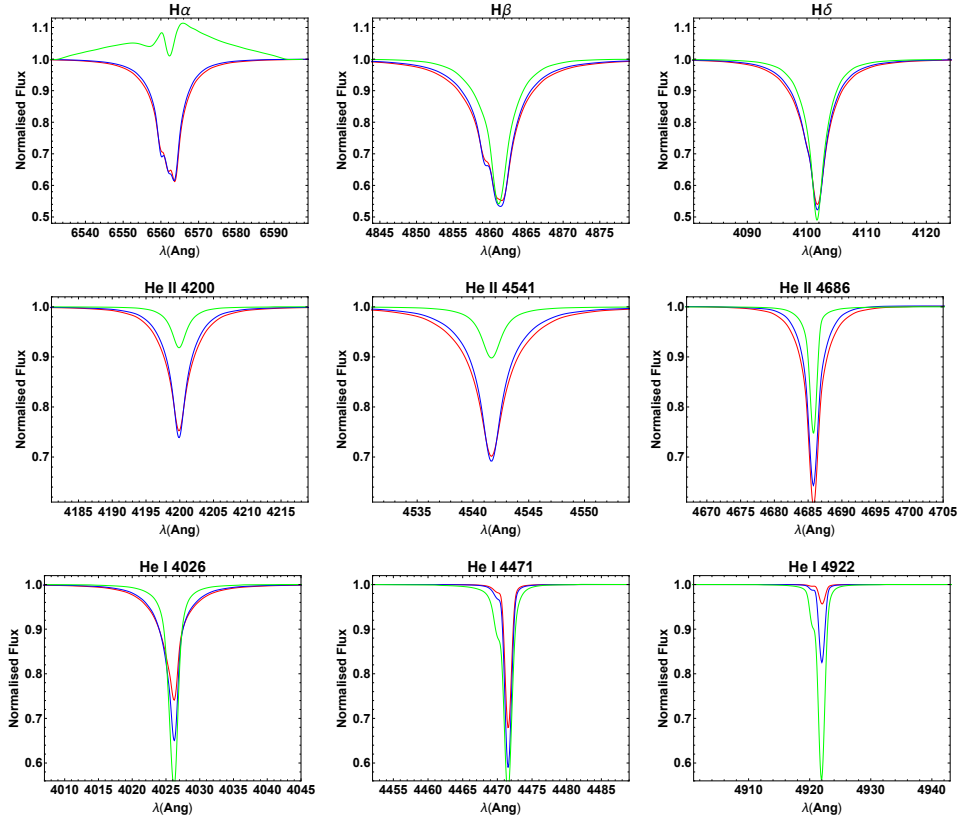 Hα
Hβ
Hδ
Normalised Flux
1.1
1.0
0.9
0.8
0.7
0.6
0.5
6540 6550 6560 6570 6580 6590
λ(Ang)
Normalised Flux
1.0
0.9
0.8
0.7
0.6
0.5
4845 4850 4855 4860 4865 4870 4875
λ(Ang)
Normalised Flux
1.1
1.0
0.9
0.8
0.7
0.6
0.5
4090 4100 4110 4120
λ(Ang)
He II 4200
He II 4541
He II 4686
Normalised Flux
1.0
0.9
0.8
0.7
4185 4190 4195 4200 4205 4210 4215
λ(Ang)
Normalised Flux
1.0
0.9
0.8
0.7
4535 4540 4545 4550
λ(Ang)
Normalised Flux
1.0
0.9
0.8
0.7
4670 4675 4680 4685 4690 4695 4700 4705
λ(Ang)
He I 4026
He I 4471
He I 4922
Normalised Flux
1.0
0.9
0.8
0.7
0.6
4010 4015 4020 4025 4030 4035 4040 4045
λ(Ang)
Normalised Flux
1.0
0.9
0.8
0.7
0.6
4455 4460 4465 4470 4475 4480 4485
λ(Ang)
Normalised Flux
1.0
0.9
0.8
0.7
0.6
4910 4920 4930 4940
λ(Ang)